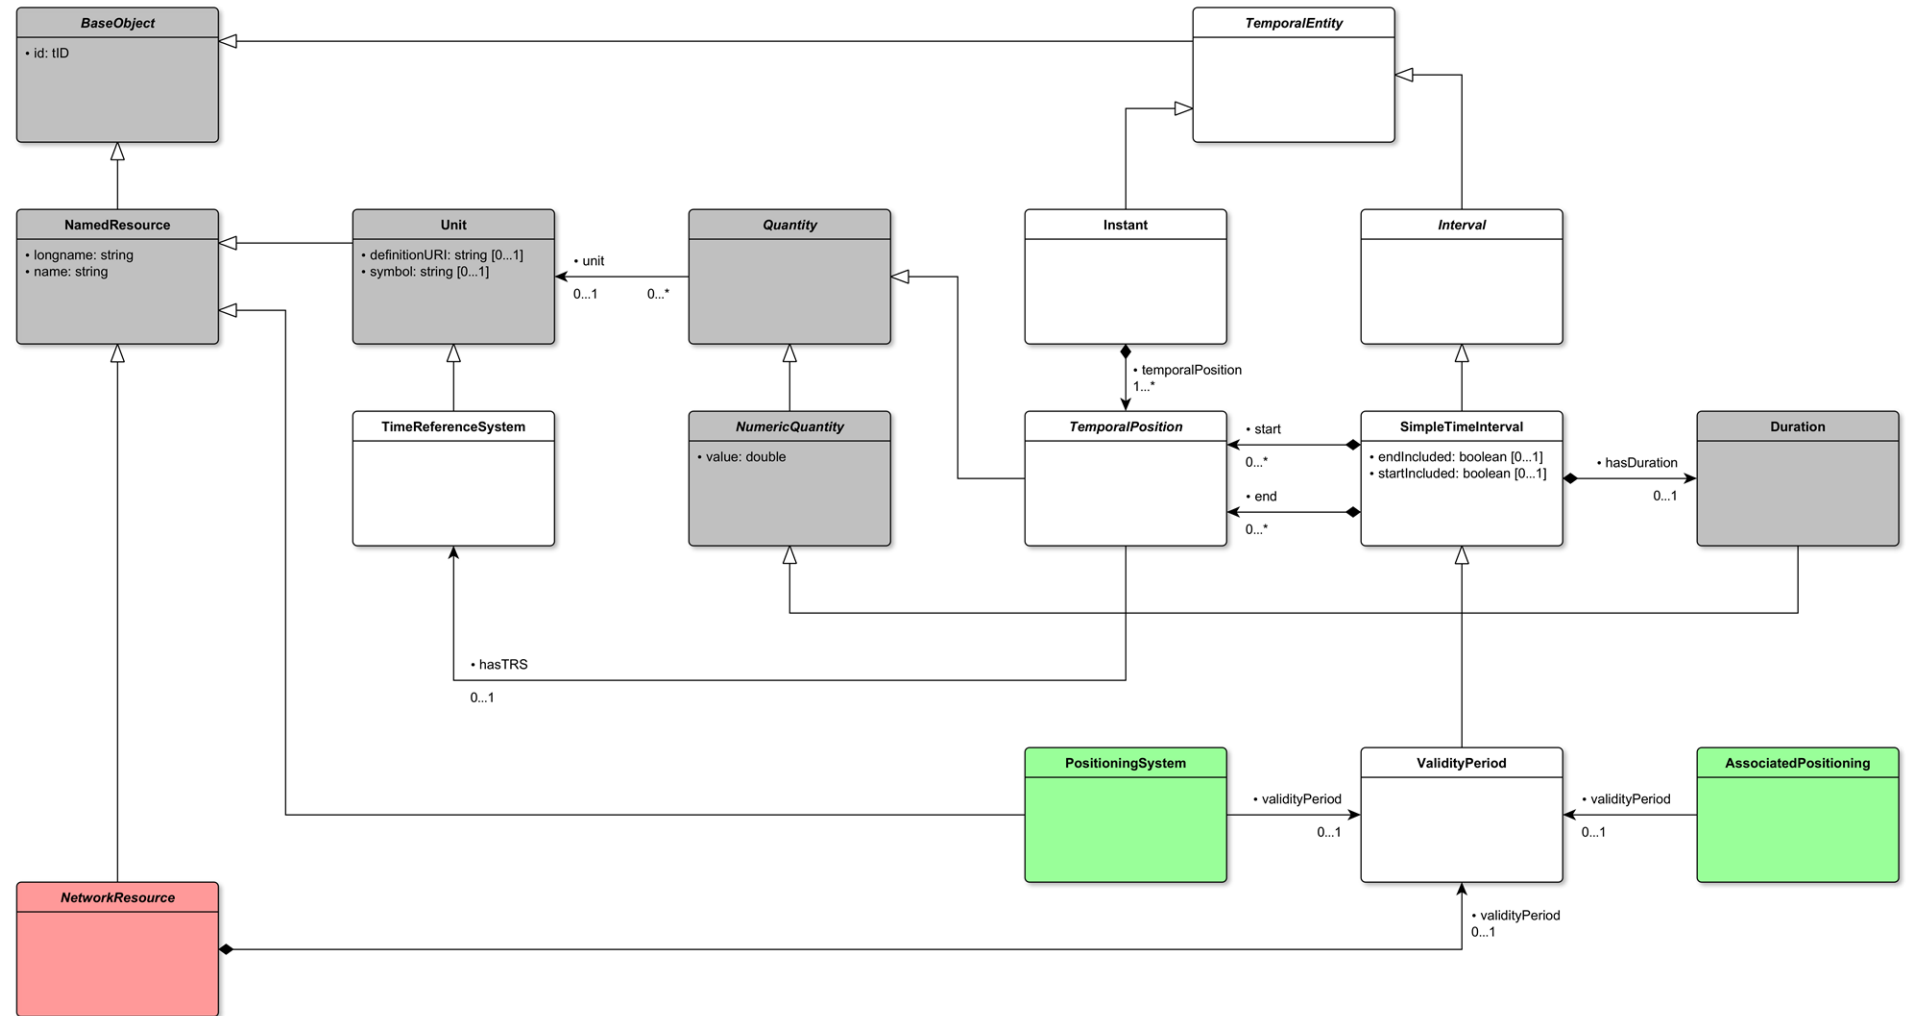 BaseObject
• id: tID
TemporalEntity
NamedResource
• longname: string
• name: string
Unit
• definitionURI: string [0...1]
• symbol: string [0...1]
• unit
0...1
0...*
Quantity
Instant
Interval
• temporalPosition
1...*
TimeReferenceSystem
NumericQuantity
• value: double
TemporalPosition
• start
0...*
• end
0...*
SimpleTimeInterval
• endIncluded: boolean [0...1]
• startIncluded: boolean [0...1]
• hasDuration
0...1
Duration
• hasTRS
0...1
PositioningSystem
• validityPeriod
0...1
ValidityPeriod
• validityPeriod
0...1
AssociatedPositioning
NetworkResource
• validityPeriod
0...1